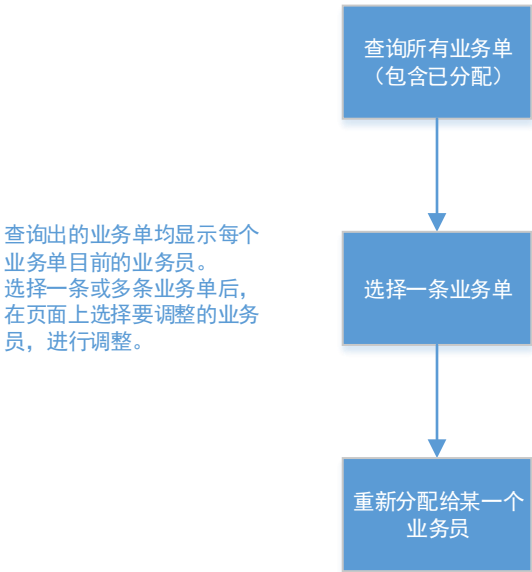 查询所有业务单
（包含已分配）
查询出的业务单均显示每个
业务单目前的业务员。
选择一条或多条业务单后，
在页面上选择要调整的业务
员，进行调整。
选择一条业务单
重新分配给某一个
业务员